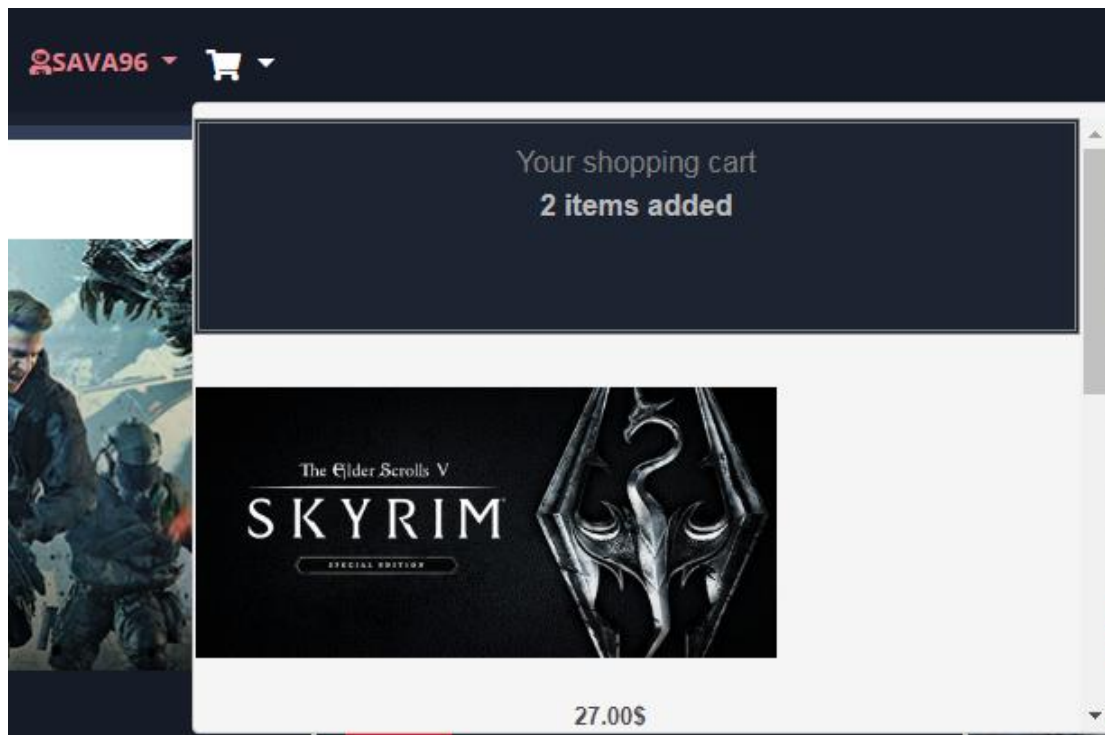 SAVA96
Your shopping cart
2 items added
The Elder Scrolls V
SKYRIM
SPECIAL EDITION
27.00$